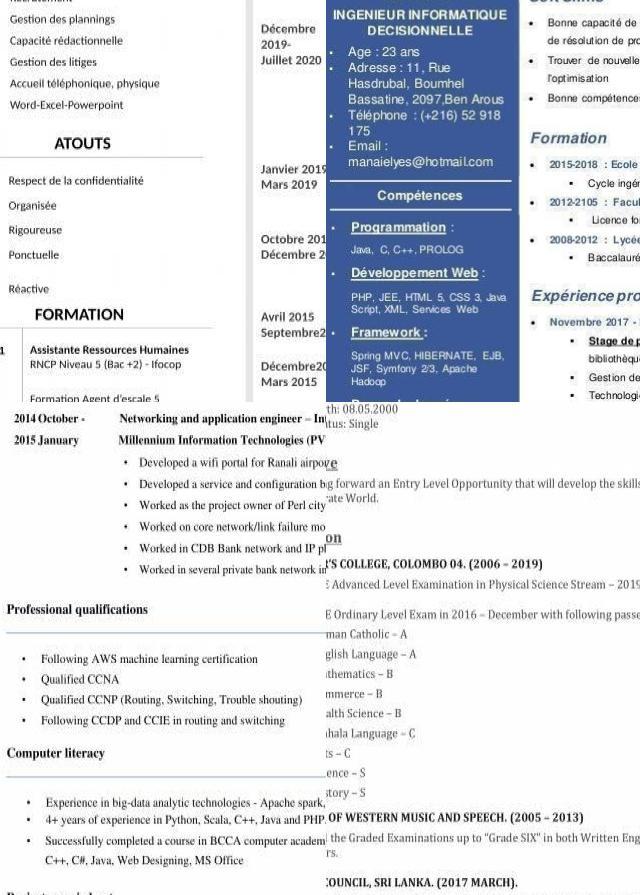 Gestion des plannings
Capacité rédactionnelle
Gestion des litiges
Accueil téléphonique, physique
Word-Excel-Powerpoint
ATOUTS
Respect de la confidentialité
Organisée
Rigoureuse
Ponctuelle
Réactive
FORMATION
1 Assistante Ressources Humaines
RNCP Niveau 5 (Bac +2) - Ifocop
Formation Agent d'escale 5
Décembre
2019-
Juillet 2020
Janvier 2019
Mars 2019
Octobre 201
Décembre 2
Avril 2015
Septembre2
Décembre20
Mars 2015
INGENIEUR INFORMATIQUE
DECISIONNELLE
• Age : 23 ans
• Adresse : 11, Rue
Hasdrubal, Boumhel
Bassatine, 2097,Ben Arous
• Téléphone : (+216) 52 918
175
• Email :
manaielyes@hotmail.com
Compétences
• Programmation :
Java, C, C++, PROLOG
• Développement Web :
PHP, JEE, HTML 5, CSS 3, Java
Script, XML, Services Web
• Framework :
Spring MVC, HIBERNATE, EJB,
JSF, Symfony 2/3, Apache
Hadoop
• Bonne capacité de
de résolution de pro
• Trouver de nouvelle
l'optimisation
• Bonne compétence
Formation
• 2015-2018 : Ecole
▪ Cycle ingén
• 2012-2105 : Facul
▪ Licence fo
• 2008-2012 : Lycée
▪ Baccalauré
Expérience pro
• Novembre 2017 -
▪ Stage de p
bibliothèqu
▪ Gestion de
▪ Technologi
2014 October - Networking and application engineer – In
2015 January Millennium Information Technologies (PV
• Developed a wifi portal for Ranali airpo
• Developed a service and configuration b
• Worked as the project owner of Perl city
• Worked on core network/link failure mo
• Worked in CDB Bank network and IP pl
• Worked in several private bank network in
Professional qualifications
• Following AWS machine learning certification
• Qualified CCNA
• Qualified CCNP (Routing, Switching, Trouble shouting)
• Following CCDP and CCIE in routing and switching
Computer literacy
• Experience in big-data analytic technologies - Apache spark,
• 4+ years of experience in Python, Scala, C++, Java and PHP.
• Successfully completed a course in BCCA computer academ
C++, C#, Java, Web Designing, MS Office
th: 08.05.2000
tus: Single
ve
g forward an Entry Level Opportunity that will develop the skills
ate World.
on
'S COLLEGE, COLOMBO 04. (2006 – 2019)
E Advanced Level Examination in Physical Science Stream – 2019
E Ordinary Level Exam in 2016 – December with following passe
man Catholic – A
glish Language – A
thematics – B
mmerce – B
alth Science – B
hala Language – C
ts – C
ence – S
story – S
OF WESTERN MUSIC AND SPEECH. (2005 – 2013)
the Graded Examinations up to "Grade SIX" in both Written Eng
rs.
OUNCIL, SRI LANKA. (2017 MARCH).